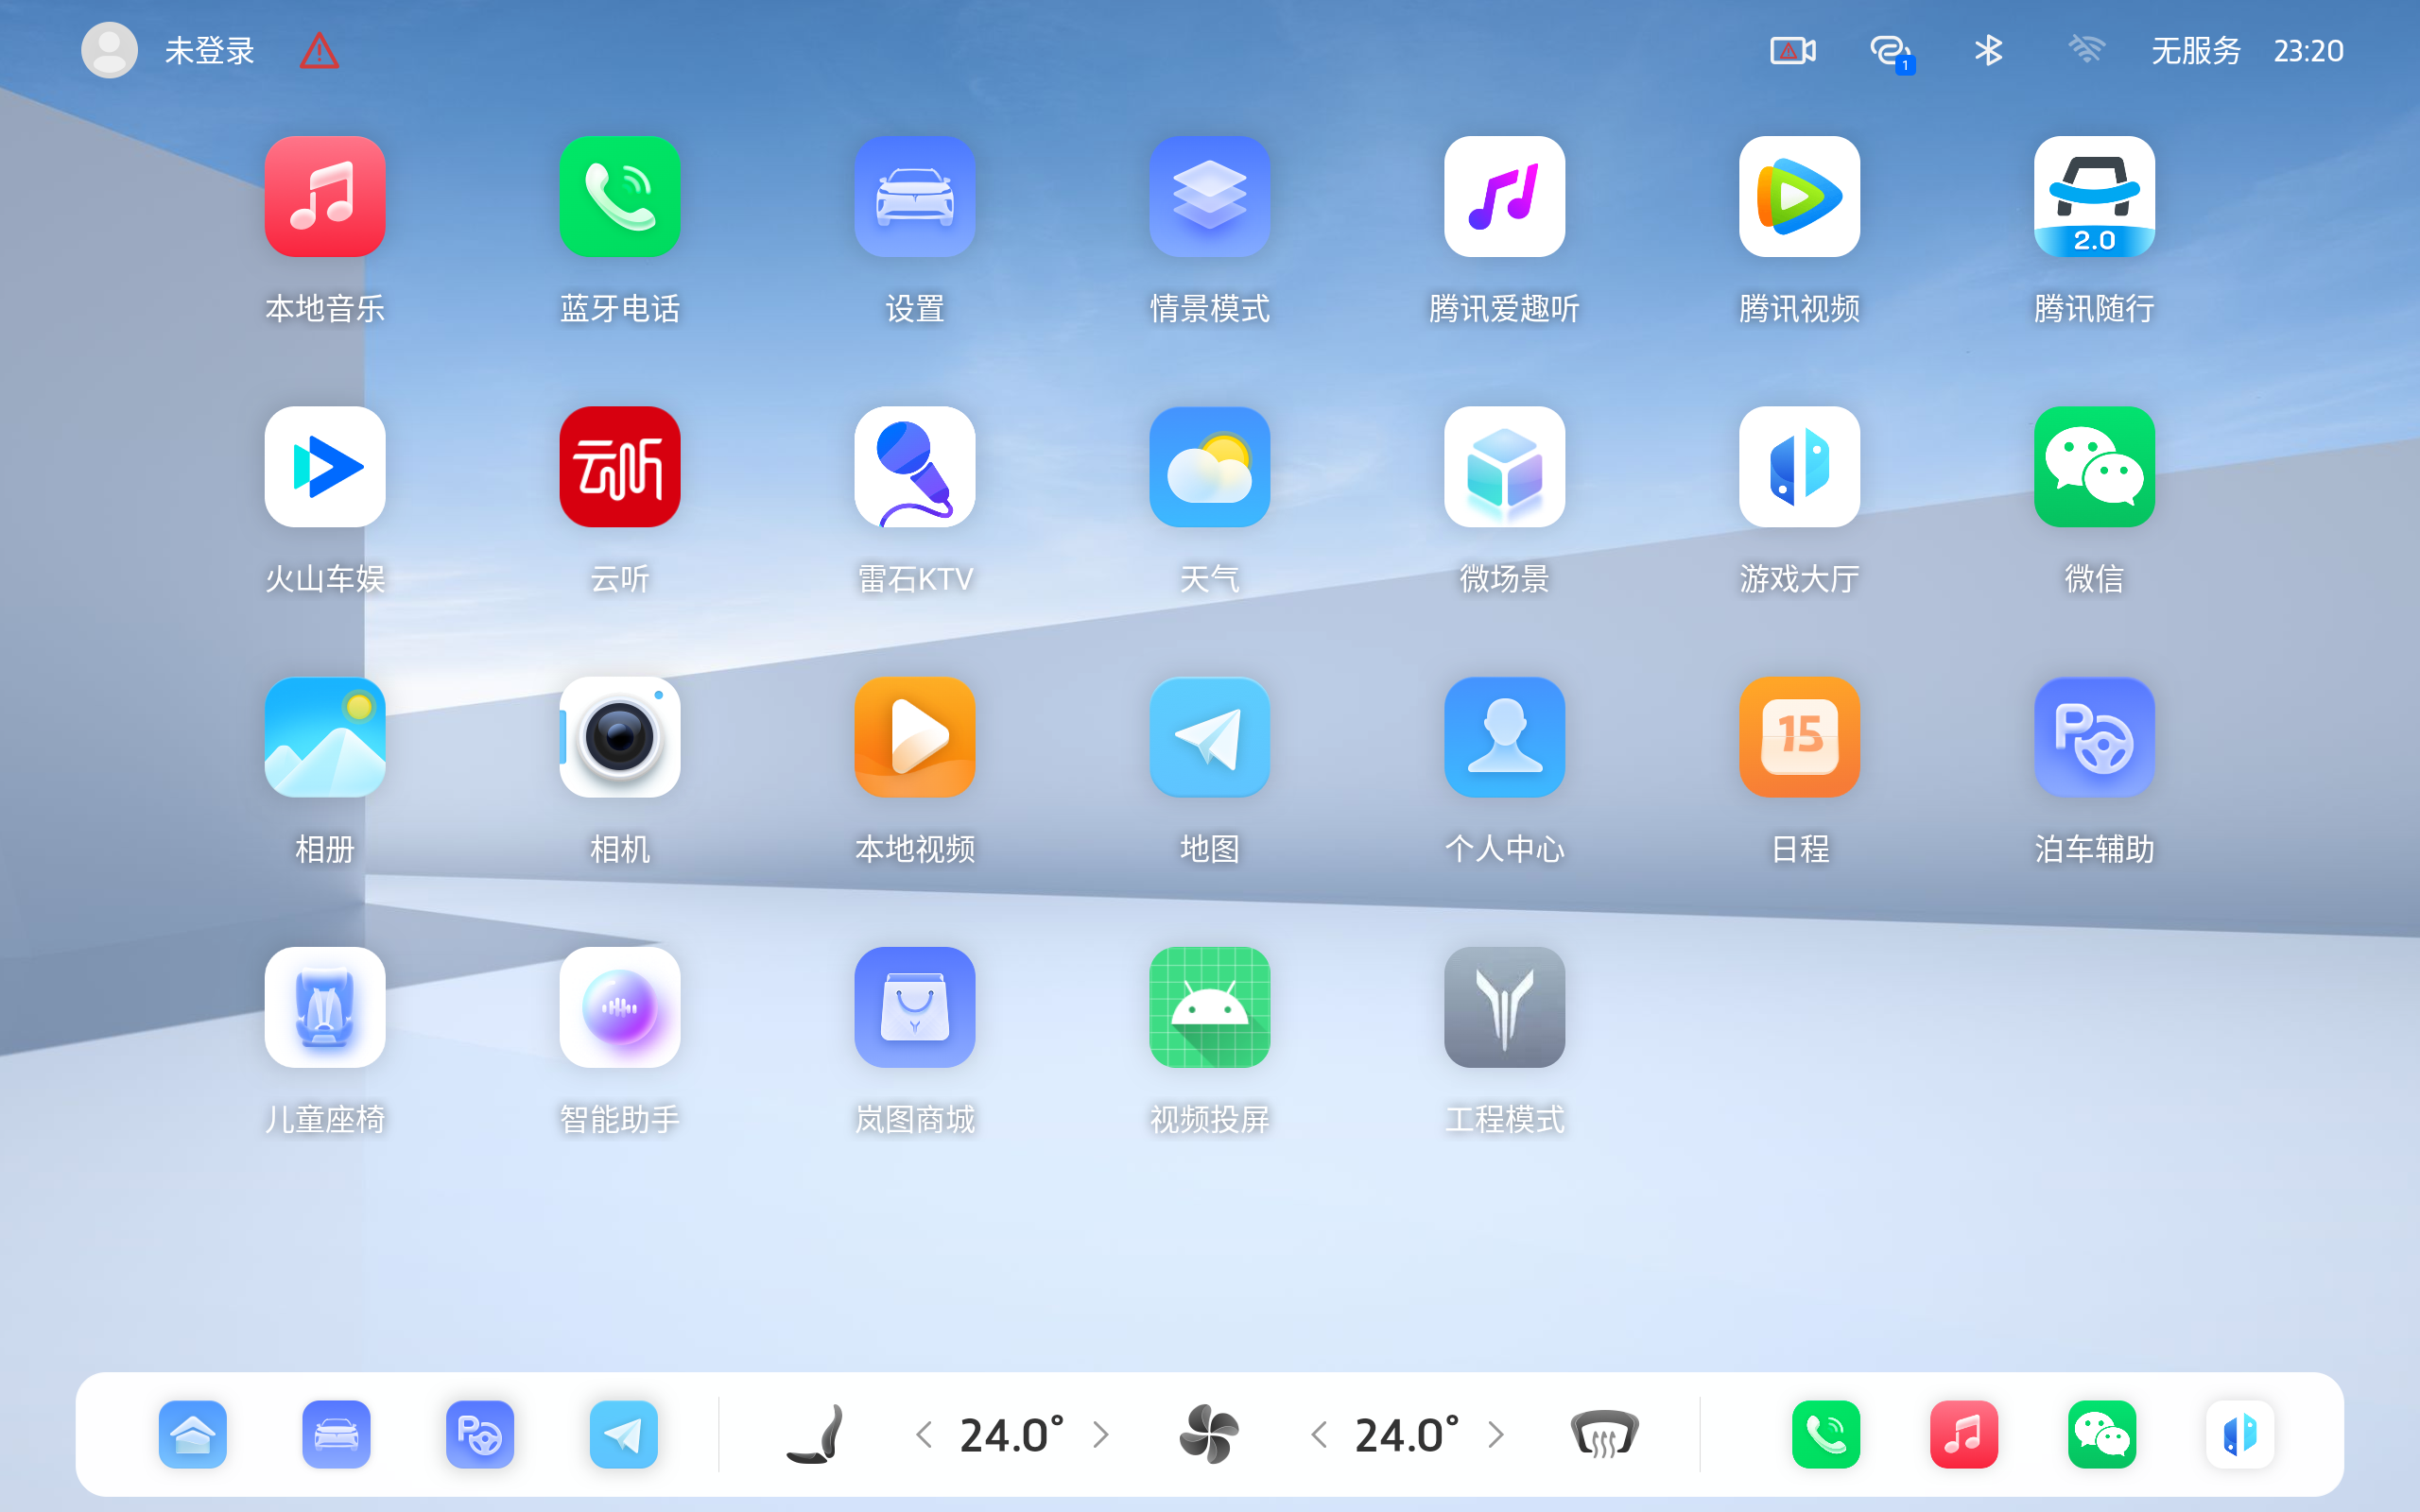 未登录
1
无服务 23:20
2.0
本地音乐 蓝牙电话 设置 情景模式 腾讯爱趣听 腾讯视频 腾讯随行
云听
火山车娱 云听 雷石KTV 天气 微场景 游戏大厅 微信
15
P
相册 相机 本地视频 地图 个人中心 日程 泊车辅助
儿童座椅 智能助手 岚图商城 视频投屏 工程模式
P
24.0° 24.0°